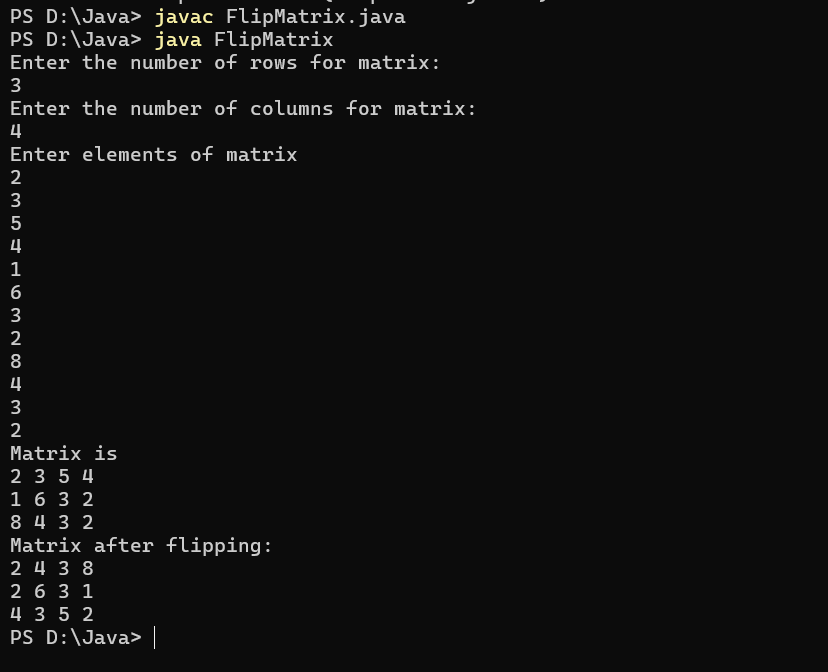 PS D:\Java> javac FlipMatrix.java
PS D:\Java> java FlipMatrix
Enter the number of rows for matrix:
3
Enter the number of columns for matrix:
4
Enter elements of matrix
2
3
5
4
1
6
3
2
8
4
3
2
Matrix is
2 3 5 4
1 6 3 2
8 4 3 2
Matrix after flipping:
2 4 3 8
2 6 3 1
4 3 5 2
PS D:\Java>